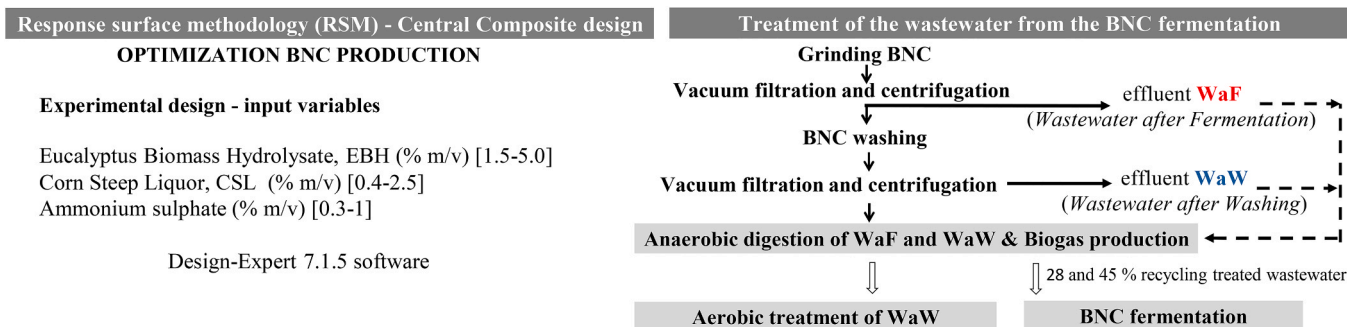 Response surface methodology (RSM) - Central Composite design
OPTIMIZATION BNC PRODUCTION
Experimental design - input variables
Eucalyptus Biomass Hydrolysate, EBH (% m/v) [1.5-5.0]
Corn Steep Liquor, CSL (% m/v) [0.4-2.5]
Ammonium sulphate (% m/v) [0.3-1]
Design-Expert 7.1.5 software
Treatment of the wastewater from the BNC fermentation
Grinding BNC
Vacuum filtration and centrifugation
effluent WaF
(Wastewater after Fermentation)
BNC washing
Vacuum filtration and centrifugation
effluent WaW
(Wastewater after Washing)
Anaerobic digestion of WaF and WaW & Biogas production
28 and 45 % recycling treated wastewater
Aerobic treatment of WaW
BNC fermentation